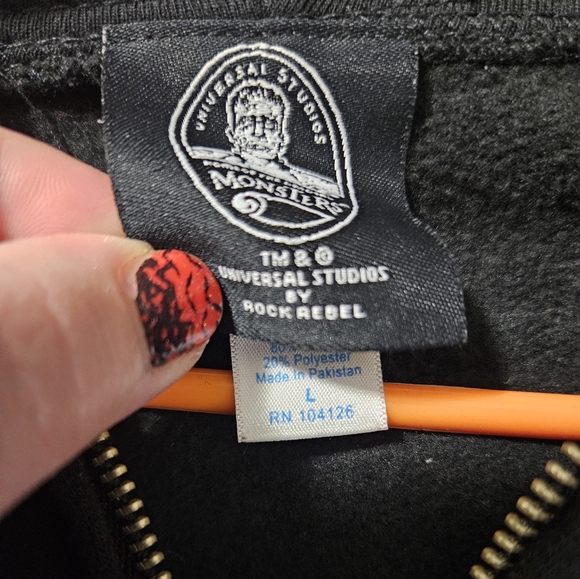 UNIVERSAL STUDIOS
MONSTERS
TM & ©
UNIVERSAL STUDIOS
BY
ROCK REBEL
20% Polyester
Made in Pakistan
L
RN 104126